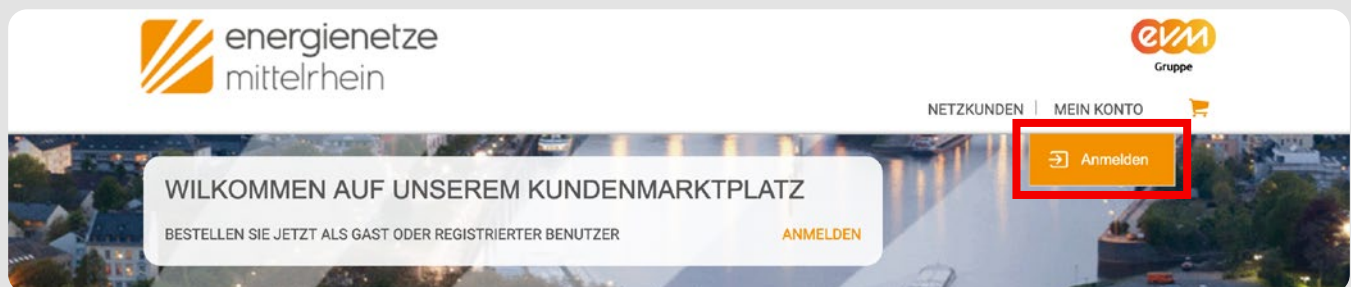 energienetze
mittelrhein
evm
Gruppe
NETZKUNDEN | MEIN KONTO
Anmelden
WILKOMMEN AUF UNSEREM KUNDENMARKTPLATZ
BESTELLEN SIE JETZT ALS GAST ODER REGISTRIERTER BENUTZER ANMELDEN